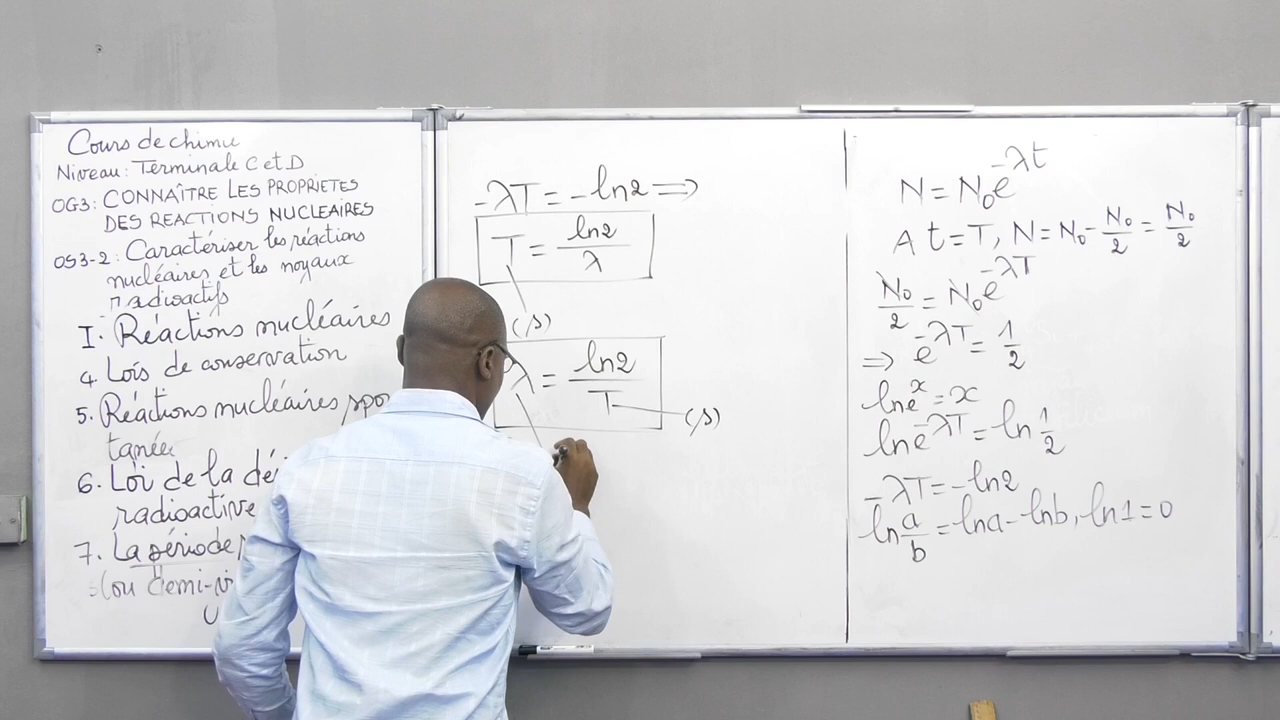 Cours de chimie
Niveau: Terminale C et D
OG3: CONNAÎTRE LES PROPRIETES
DES REACTIONS NUCLEAIRES
OS3-2: Caractériser les réactions
nucléaires et les noyaux
radioactifs
I. Réactions nucléaires
4. Lois de conservation
5. Réactions nucléaires spon
tanée
6. Loi de la dé
radioactive
7. La période
(ou demi-vi
-λT = -ln2 ⇒
T = ln2/λ
(s)
λ = ln2/T
(s)
N = N₀e^-λt
A t = T, N = N₀ - N₀/2 = N₀/2
N₀/2 = N₀e^-λT
⇒ e^-λT = 1/2
lne^x = x
lne^-λT = ln 1/2
-λT = -ln2
ln a/b = lna - lnb, ln1 = 0